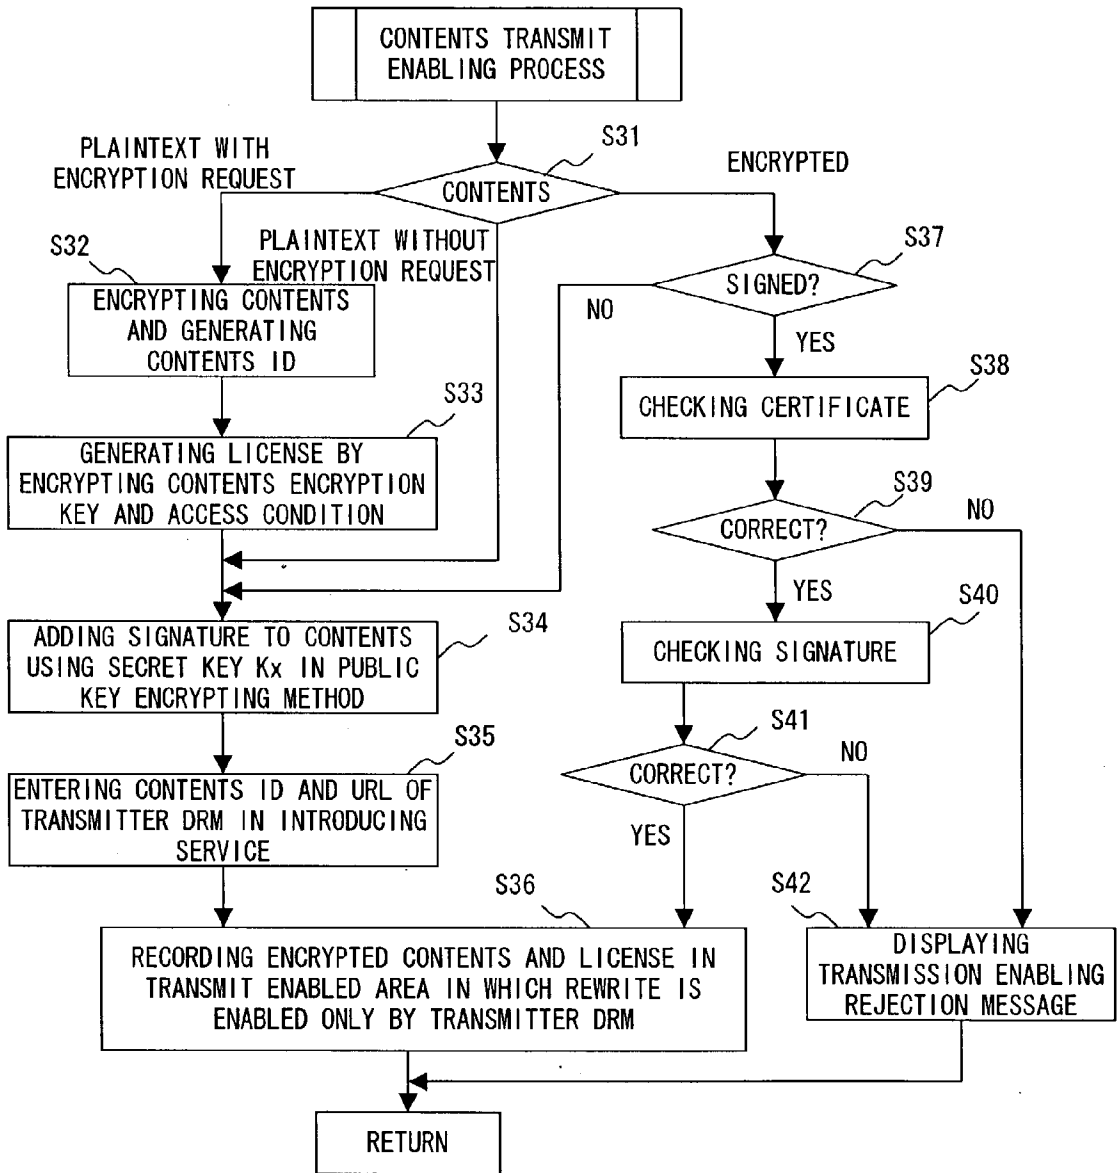 CONTENTS TRANSMIT
ENABLING PROCESS
S31
PLAINTEXT WITH
ENCRYPTION REQUEST
ENCRYPTED
CONTENTS
S32
PLAINTEXT WITHOUT
ENCRYPTION REQUEST
S37
ENCRYPTING CONTENTS
AND GENERATING
CONTENTS ID
SIGNED?
NO
YES
S33
S38
GENERATING LICENSE BY
ENCRYPTING CONTENTS ENCRYPTION
KEY AND ACCESS CONDITION
CHECKING CERTIFICATE
S39
CORRECT?
NO
YES
S34
S40
ADDING SIGNATURE TO CONTENTS
USING SECRET KEY Kx IN PUBLIC
KEY ENCRYPTING METHOD
CHECKING SIGNATURE
S35
S41
ENTERING CONTENTS ID AND URL OF
TRANSMITTER DRM IN INTRODUCING
SERVICE
CORRECT?
NO
YES
S36
S42
RECORDING ENCRYPTED CONTENTS AND LICENSE IN
TRANSMIT ENABLED AREA IN WHICH REWRITE IS
ENABLED ONLY BY TRANSMITTER DRM
DISPLAYING
TRANSMISSION ENABLING
REJECTION MESSAGE
RETURN